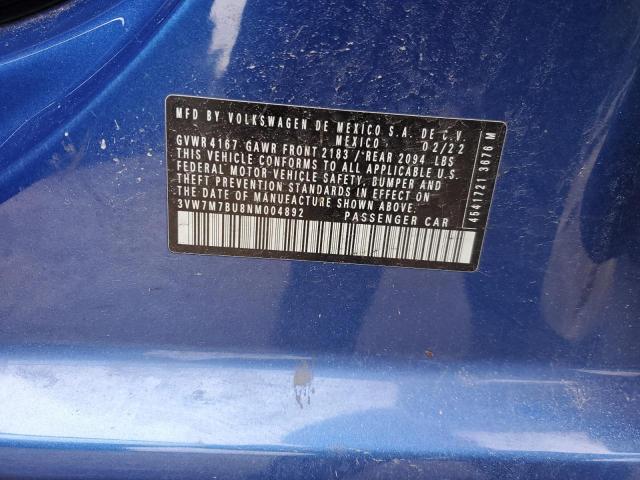 MFD BY VOLKSWAGEN DE MEXICO S.A. DE C.V.
MEXICO 02/22
GVWR 4167 GAWR FRONT 2183 / REAR 2094 LBS
THIS VEHICLE CONFORMS TO ALL APPLICABLE U.S.
FEDERAL MOTOR VEHICLE SAFETY, BUMPER AND
THEFT PREVENTION STANDARDS IN EFFECT ON
THE DATE OF MANUFACTURE SHOWN ABOVE.
3VW7M7BU8NM004892 PASSENGER CAR
4541721 3676 M